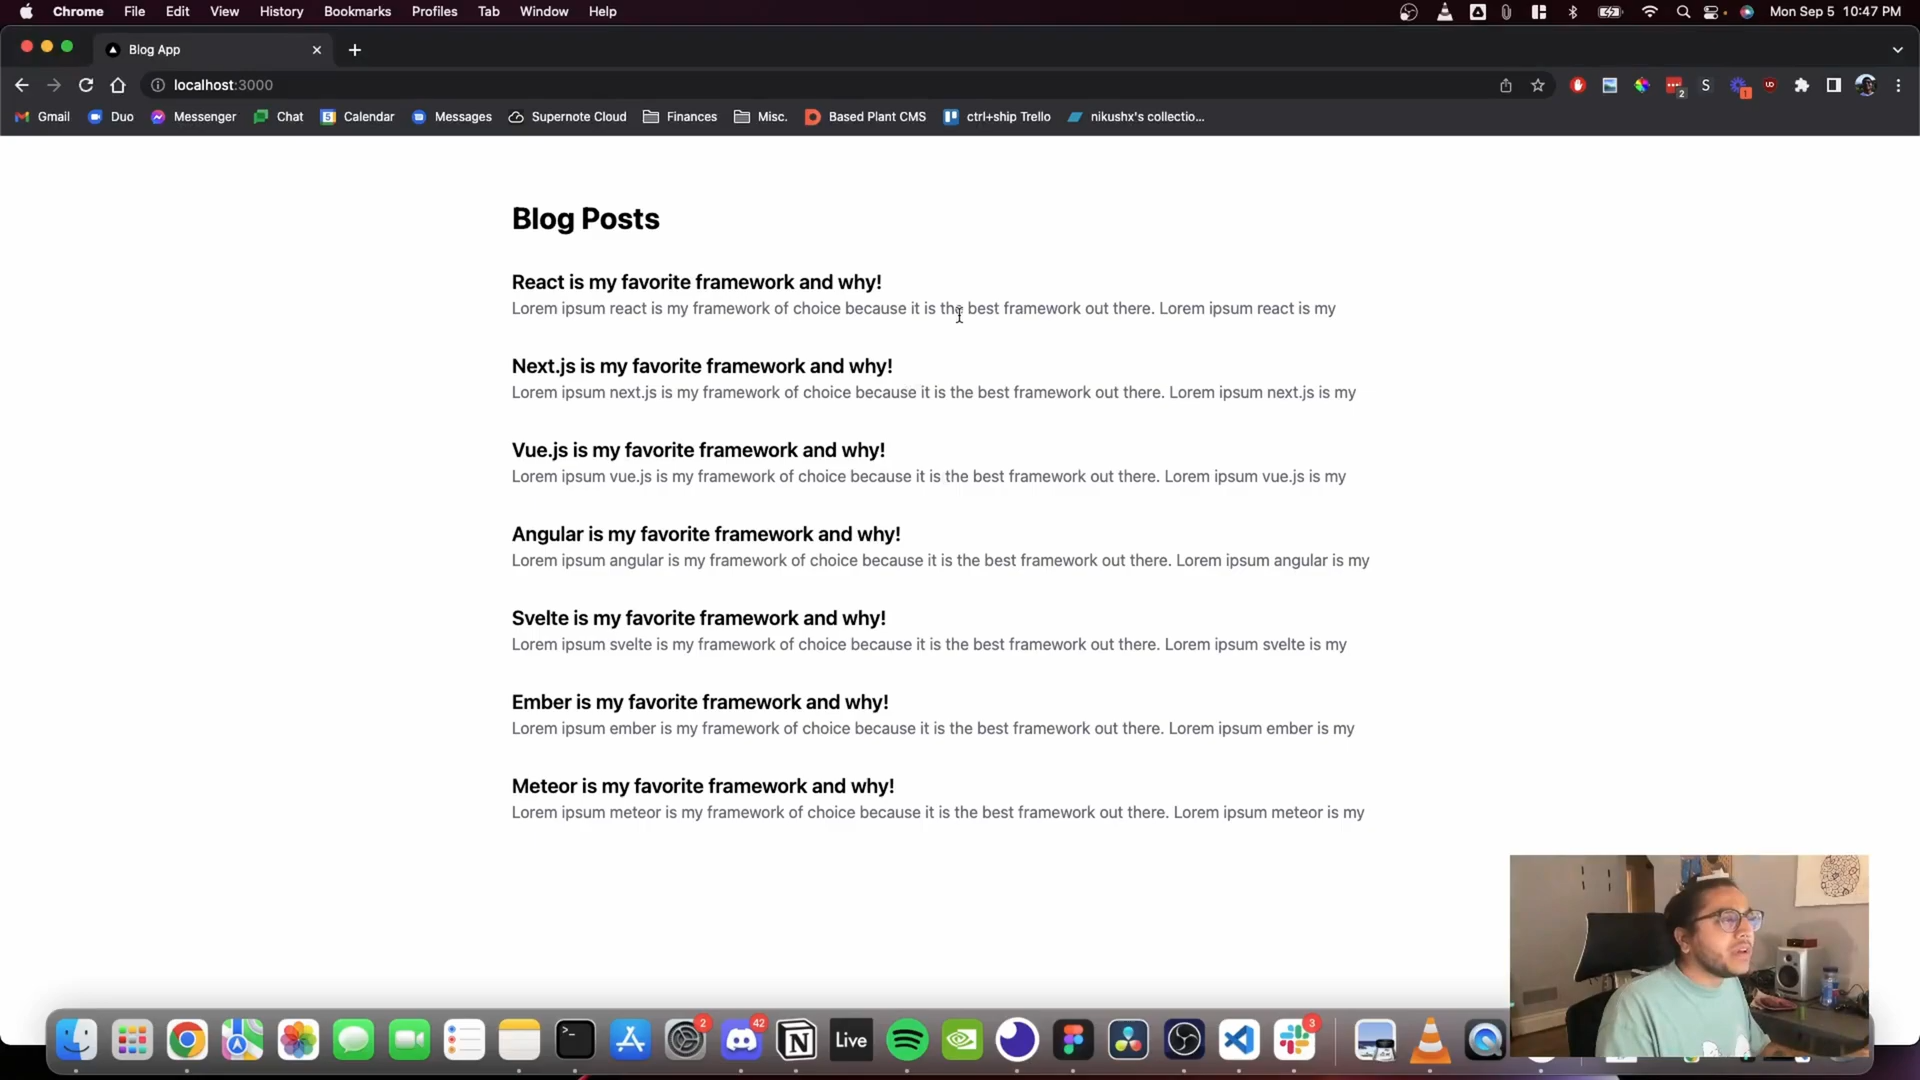 Chrome File Edit View History Bookmarks Profiles Tab Window Help Mon Sep 5 10:47 PM
Blog App
localhost:3000
2 S 1
Gmail Duo Messenger Chat 5 Calendar Messages Supernote Cloud Finances Misc. Based Plant CMS ctrl+ship Trello nikushx's collectio...
Blog Posts
React is my favorite framework and why!
Lorem ipsum react is my framework of choice because it is the best framework out there. Lorem ipsum react is my
Next.js is my favorite framework and why!
Lorem ipsum next.js is my framework of choice because it is the best framework out there. Lorem ipsum next.js is my
Vue.js is my favorite framework and why!
Lorem ipsum vue.js is my framework of choice because it is the best framework out there. Lorem ipsum vue.js is my
Angular is my favorite framework and why!
Lorem ipsum angular is my framework of choice because it is the best framework out there. Lorem ipsum angular is my
Svelte is my favorite framework and why!
Lorem ipsum svelte is my framework of choice because it is the best framework out there. Lorem ipsum svelte is my
Ember is my favorite framework and why!
Lorem ipsum ember is my framework of choice because it is the best framework out there. Lorem ipsum ember is my
Meteor is my favorite framework and why!
Lorem ipsum meteor is my framework of choice because it is the best framework out there. Lorem ipsum meteor is my
2 42 Live 3